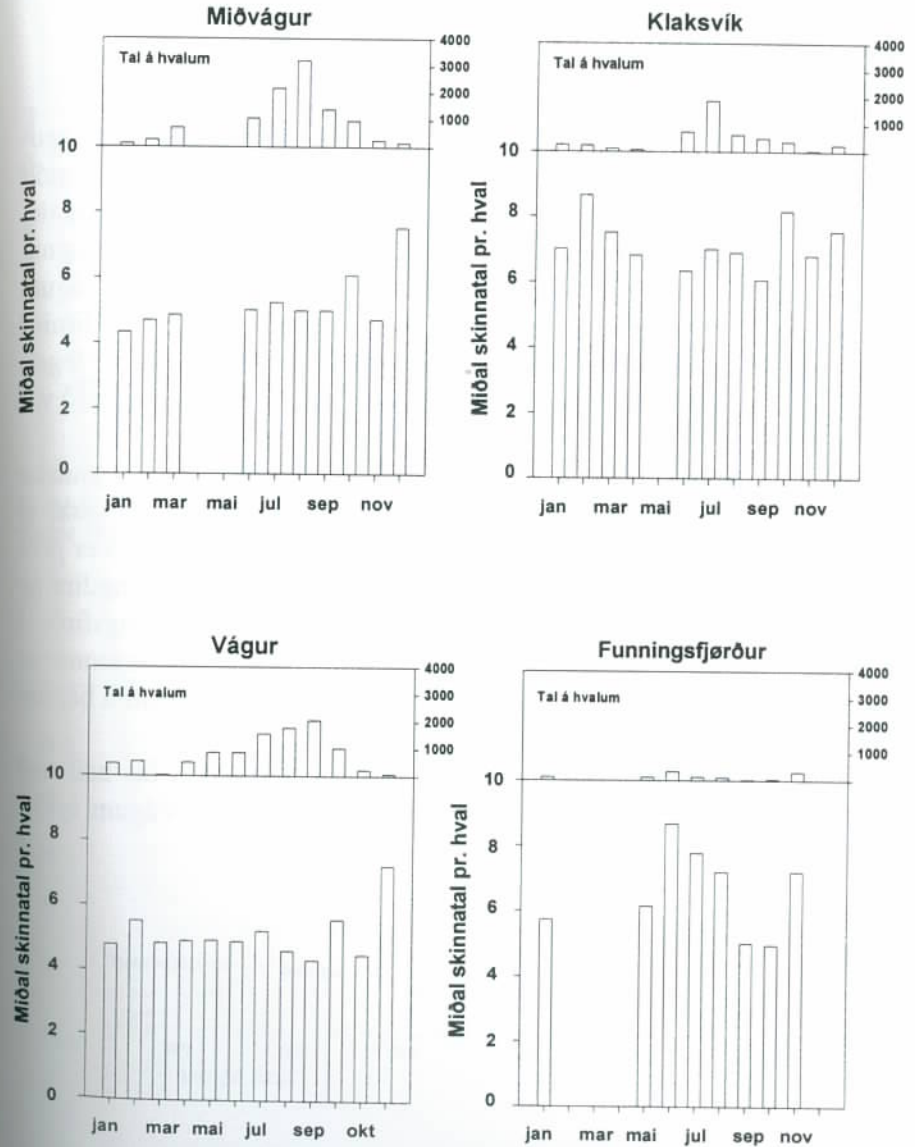 Miðvágur
Tal á hvalum
4000
3000
2000
1000
Miðal skinnatal pr. hval
10
8
6
4
2
0
jan mar mai jul sep nov
Klaksvík
Tal á hvalum
4000
3000
2000
1000
Miðal skinnatal pr. hval
10
8
6
4
2
0
jan mar mai jul sep nov
Vágur
Tal á hvalum
4000
3000
2000
1000
Miðal skinnatal pr. hval
10
8
6
4
2
0
jan mar mai jul sep okt
Funningsfjørður
Tal á hvalum
4000
3000
2000
1000
Miðal skinnatal pr. hval
10
8
6
4
2
0
jan mar mai jul sep nov